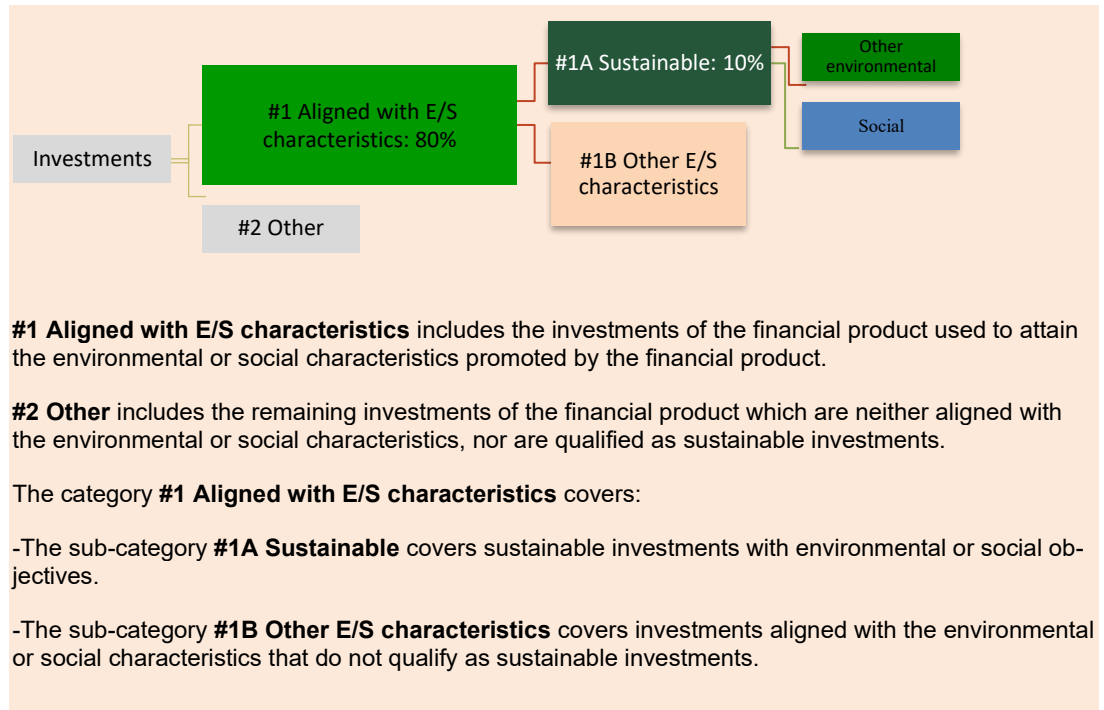 Investments
#1 Aligned with E/S
characteristics: 80%
#2 Other
#1A Sustainable: 10%
#1B Other E/S
characteristics
Other
environmental
Social
#1 Aligned with E/S characteristics includes the investments of the financial product used to attain
the environmental or social characteristics promoted by the financial product.
#2 Other includes the remaining investments of the financial product which are neither aligned with
the environmental or social characteristics, nor are qualified as sustainable investments.
The category #1 Aligned with E/S characteristics covers:
-The sub-category #1A Sustainable covers sustainable investments with environmental or social ob-
jectives.
-The sub-category #1B Other E/S characteristics covers investments aligned with the environmental
or social characteristics that do not qualify as sustainable investments.